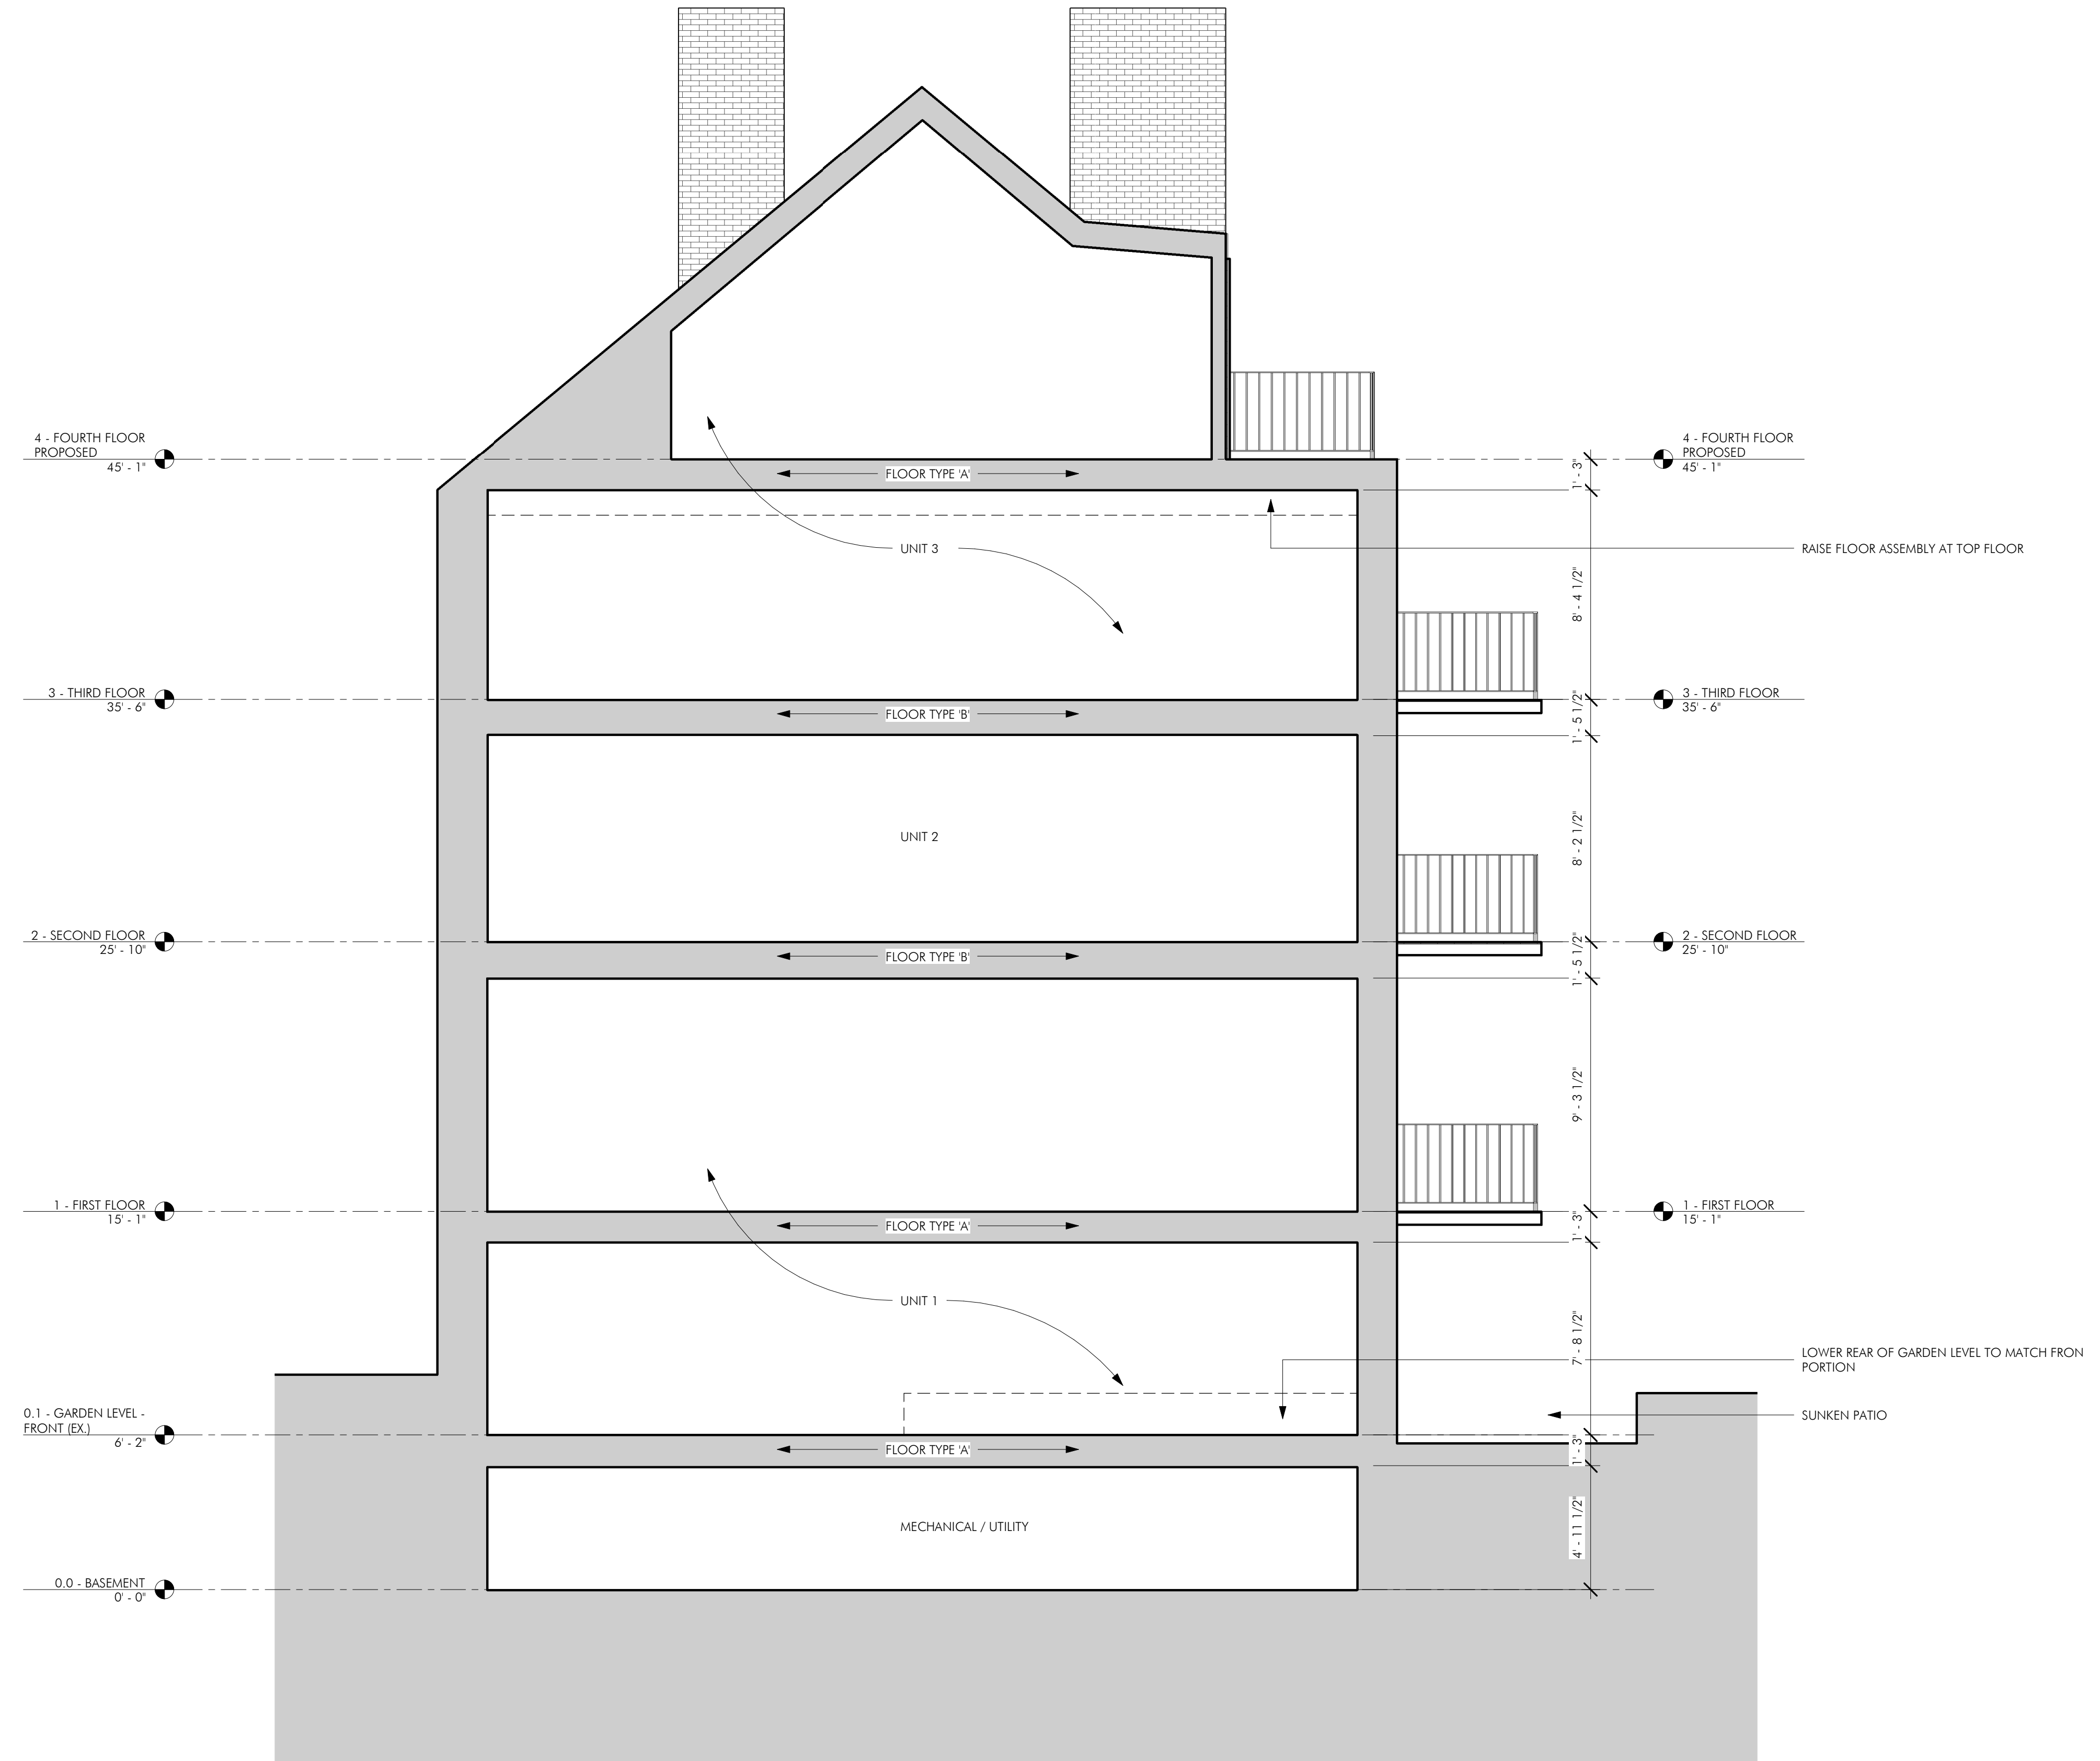 4 - FOURTH FLOOR
PROPOSED
45' - 1"
4 - FOURTH FLOOR
PROPOSED
45' - 1"
FLOOR TYPE 'A'
1' - 3"
UNIT 3
RAISE FLOOR ASSEMBLY AT TOP FLOOR
8' - 4 1/2"
3 - THIRD FLOOR
35' - 6"
3 - THIRD FLOOR
35' - 6"
FLOOR TYPE 'B'
1' - 5 1/2"
UNIT 2
8' - 2 1/2"
2 - SECOND FLOOR
25' - 10"
2 - SECOND FLOOR
25' - 10"
FLOOR TYPE 'B'
1' - 5 1/2"
9' - 3 1/2"
1 - FIRST FLOOR
15' - 1"
1 - FIRST FLOOR
15' - 1"
FLOOR TYPE 'A'
1' - 3"
UNIT 1
7' - 8 1/2"
LOWER REAR OF GARDEN LEVEL TO MATCH FRON
PORTION
0.1 - GARDEN LEVEL -
FRONT (EX.)
6' - 2"
SUNKEN PATIO
FLOOR TYPE 'A'
1' - 3"
MECHANICAL / UTILITY
4' - 11 1/2"
0.0 - BASEMENT
0' - 0"